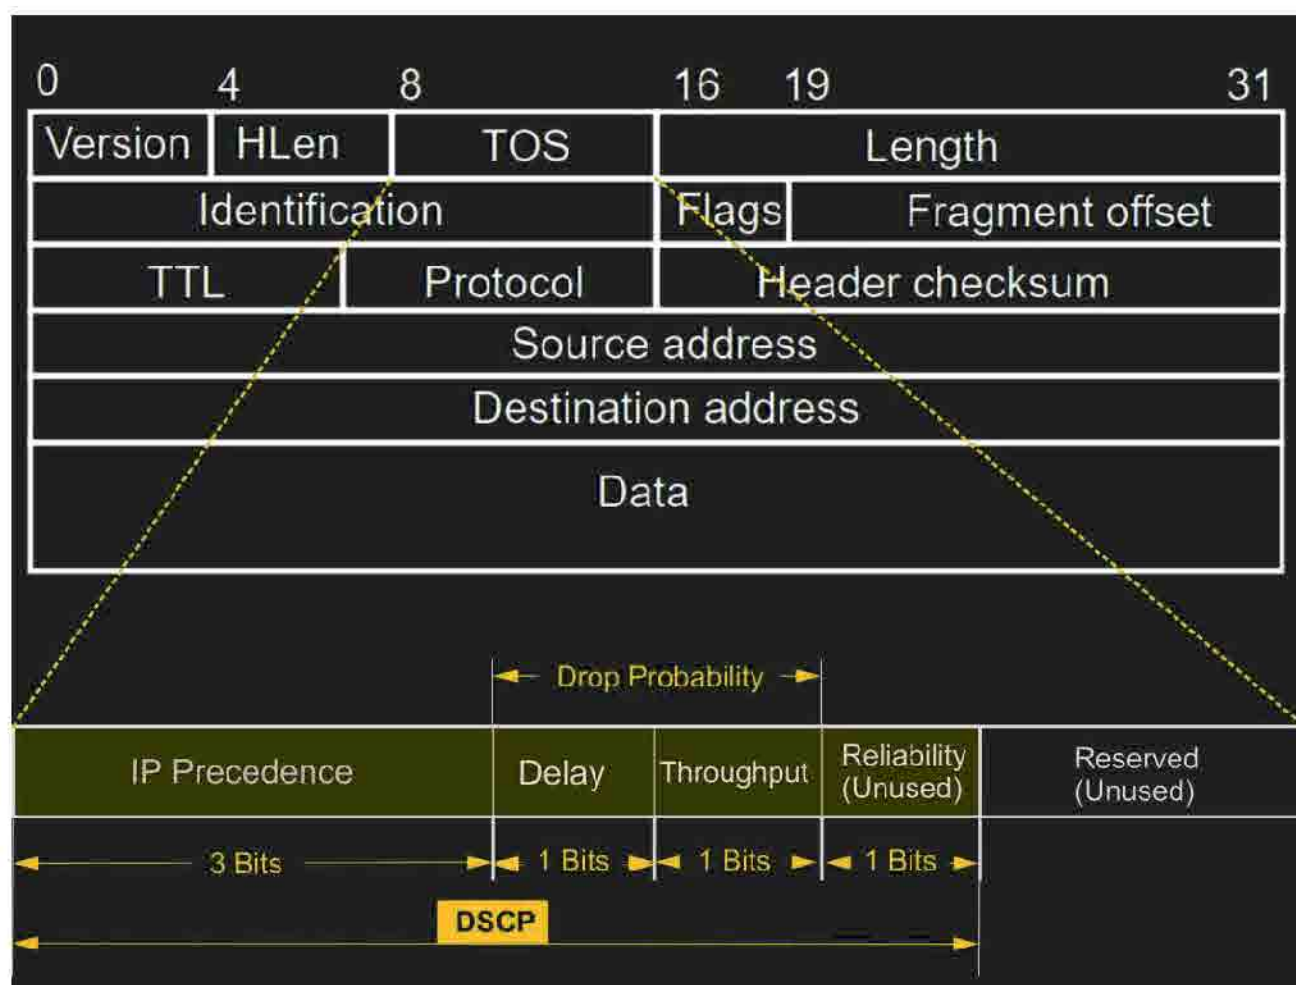 0 4 8 16 19 31
Version HLen TOS Length
Identification Flags Fragment offset
TTL Protocol Header checksum
Source address
Destination address
Data
Drop Probability
IP Precedence Delay Throughput Reliability (Unused) Reserved (Unused)
3 Bits 1 Bits 1 Bits 1 Bits
DSCP